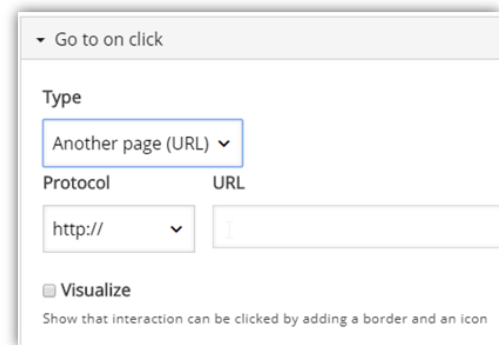 Go to on click
Type
Another page (URL)
Protocol URL
http://
Visualize
Show that interaction can be clicked by adding a border and an icon